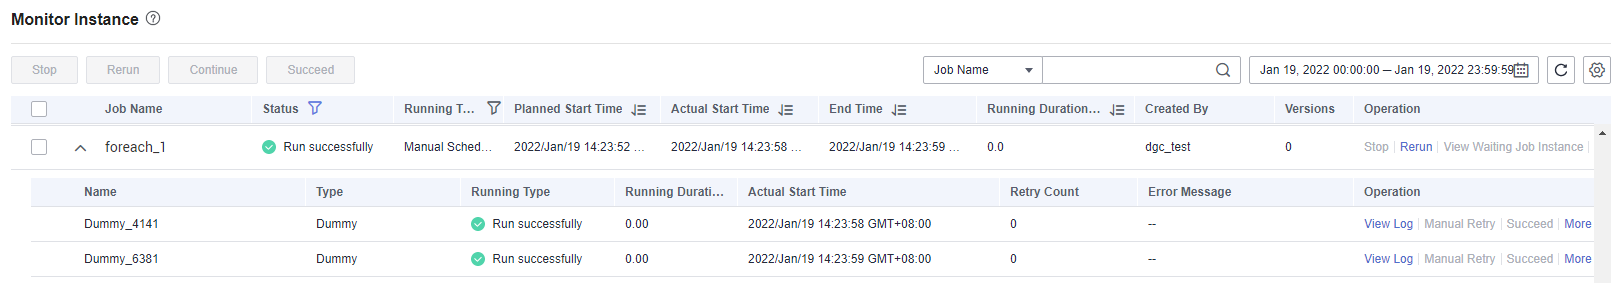 Monitor Instance ?
Stop Rerun Continue Succeed Job Name Jan 19, 2022 00:00:00 — Jan 19, 2022 23:59:59
Job Name Status Running T... Planned Start Time Actual Start Time End Time Running Duration... Created By Versions Operation
foreach_1 Run successfully Manual Sched... 2022/Jan/19 14:23:52 ... 2022/Jan/19 14:23:58 ... 2022/Jan/19 14:23:59 ... 0.0 dgc_test 0 Stop | Rerun | View Waiting Job Instance |
Name Type Running Type Running Durati... Actual Start Time Retry Count Error Message Operation
Dummy_4141 Dummy Run successfully 0.00 2022/Jan/19 14:23:58 GMT+08:00 0 -- View Log | Manual Retry | Succeed | More
Dummy_6381 Dummy Run successfully 0.00 2022/Jan/19 14:23:59 GMT+08:00 0 -- View Log | Manual Retry | Succeed | More